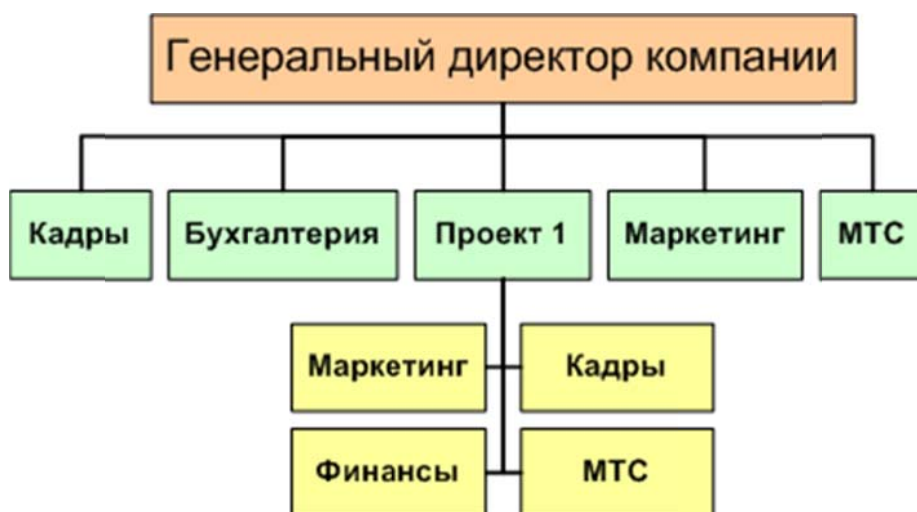 Генеральный директор компании
Кадры
Бухгалтерия
Проект 1
Маркетинг
МТС
Маркетинг
Кадры
Финансы
МТС